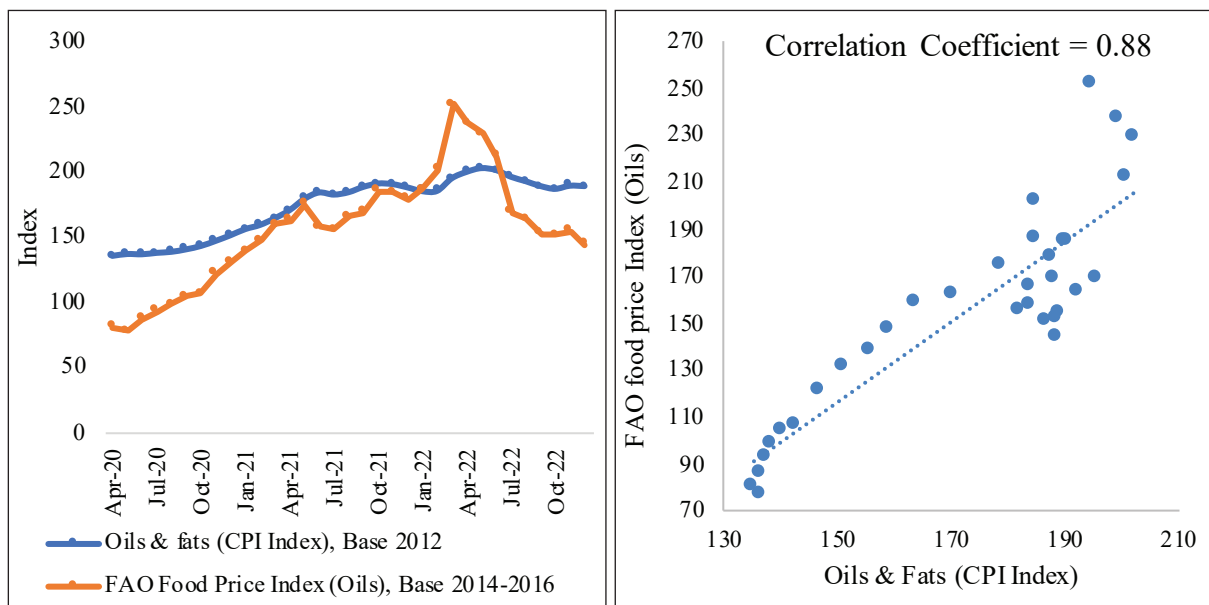 300
250
200
150
100
50
0
Index
Apr-20
Jul-20
Oct-20
Jan-21
Apr-21
Jul-21
Oct-21
Jan-22
Apr-22
Jul-22
Oct-22
Oils & fats (CPI Index), Base 2012
FAO Food Price Index (Oils), Base 2014-2016
Correlation Coefficient = 0.88
270
250
230
210
190
170
150
130
110
90
70
FAO food price Index (Oils)
130
150
170
190
210
Oils & Fats (CPI Index)